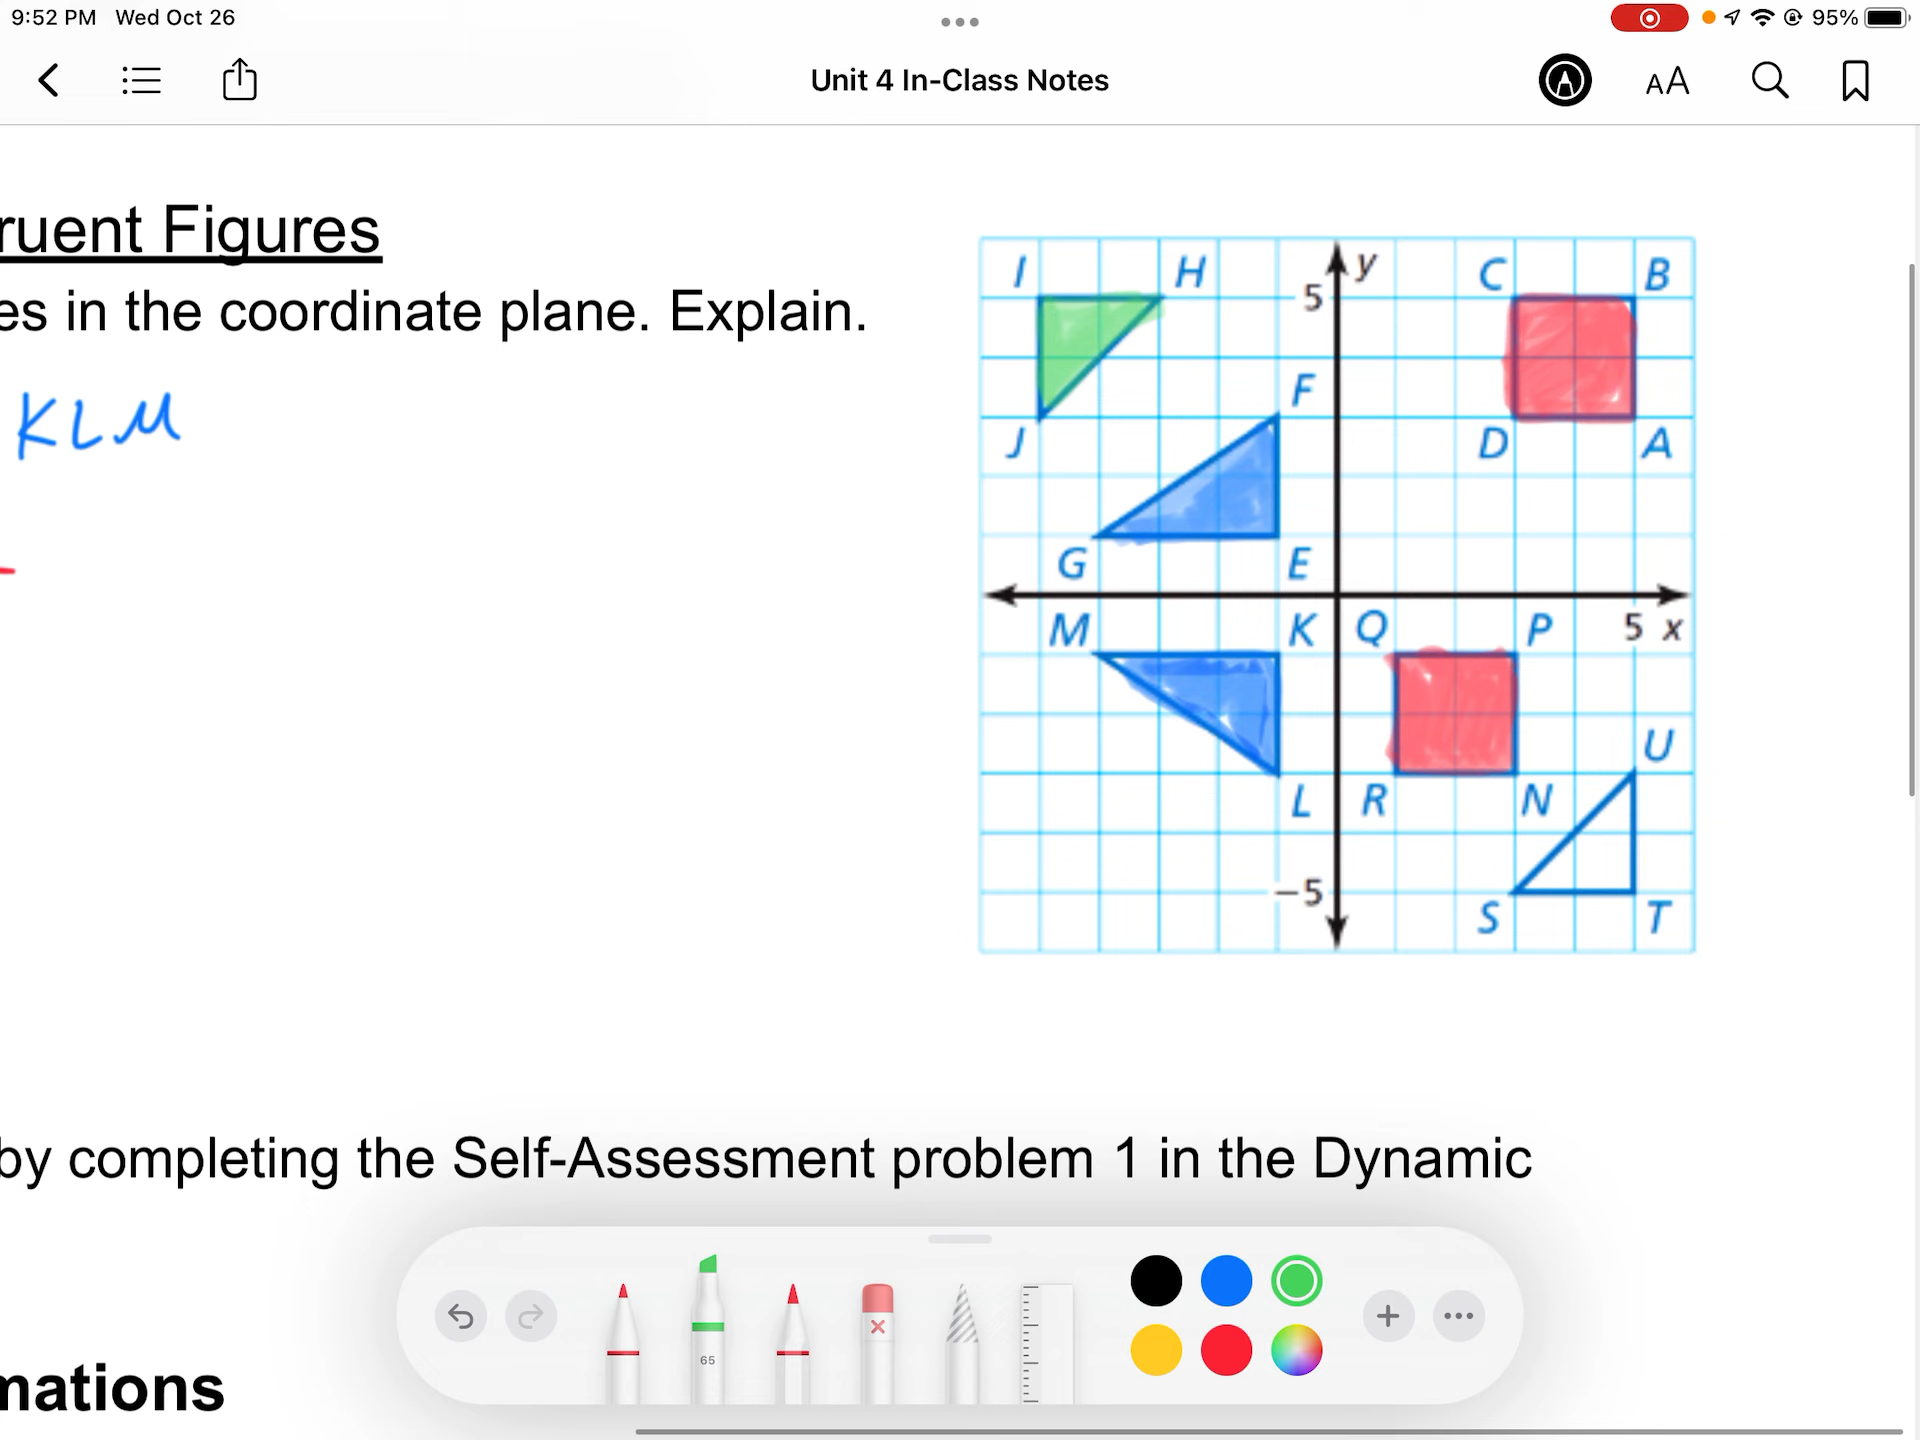 9:52 PM Wed Oct 26
95%
Unit 4 In-Class Notes
AA
ruent Figures
es in the coordinate plane. Explain.
KLM
I H y C B
5
F
J D A
G E
M K Q P 5 x
U
L R N
-5
S T
by completing the Self-Assessment problem 1 in the Dynamic
65
mations